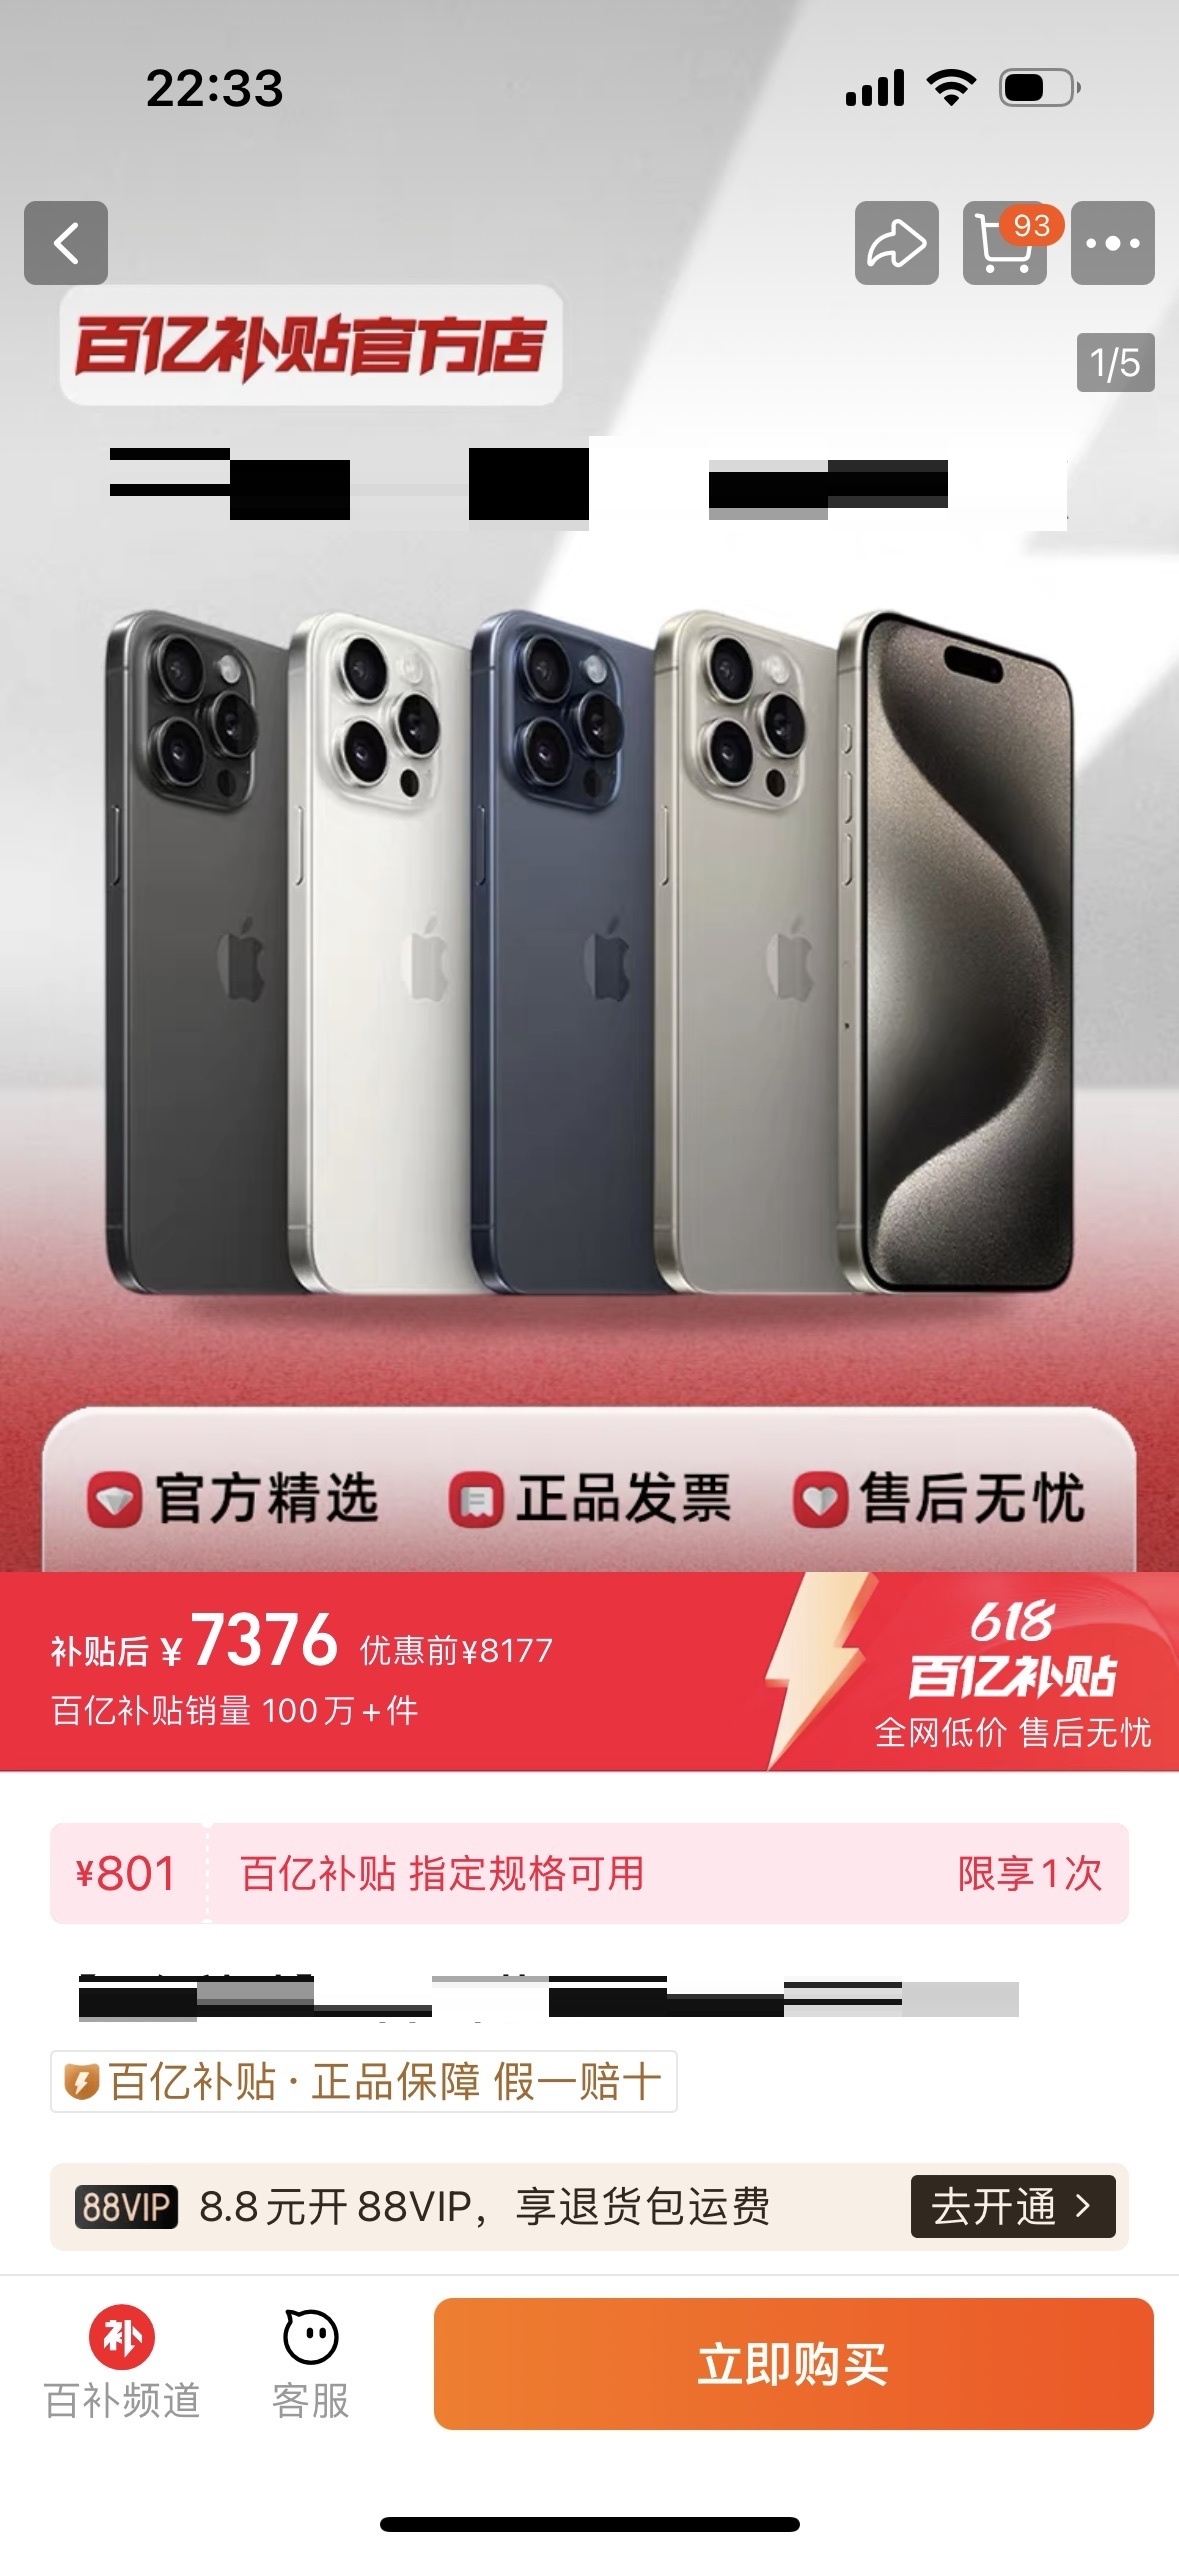 22:33
93
百亿补贴官方店
1/5
官方精选 正品发票 售后无忧
补贴后 ¥7376 优惠前¥8177
百亿补贴销量 100万+件
618
百亿补贴
全网低价 售后无忧
¥801 百亿补贴 指定规格可用 限享1次
百亿补贴 · 正品保障 假一赔十
88VIP 8.8元开88VIP，享退货包运费 去开通 >
补
百补频道 客服 立即购买